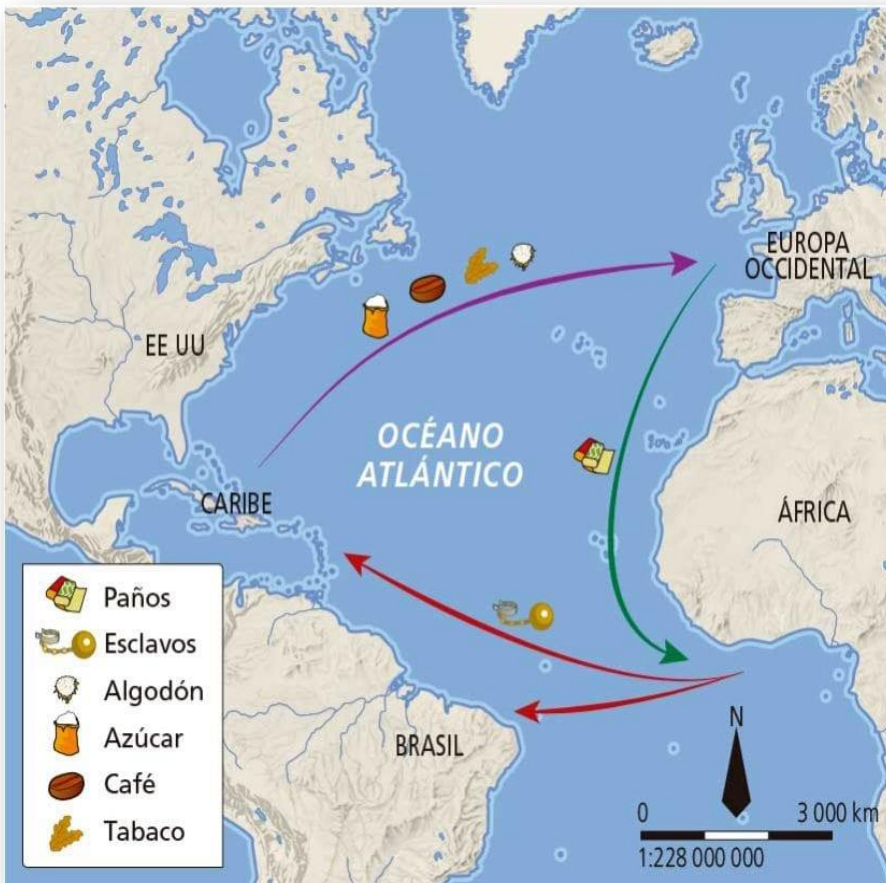 EUROPA
OCCIDENTAL
EE UU
OCÉANO
ATLÁNTICO
CARIBE
ÁFRICA
Paños
Esclavos
Algodón
Azúcar
Café
Tabaco
BRASIL
N
0 3 000 km
1:228 000 000